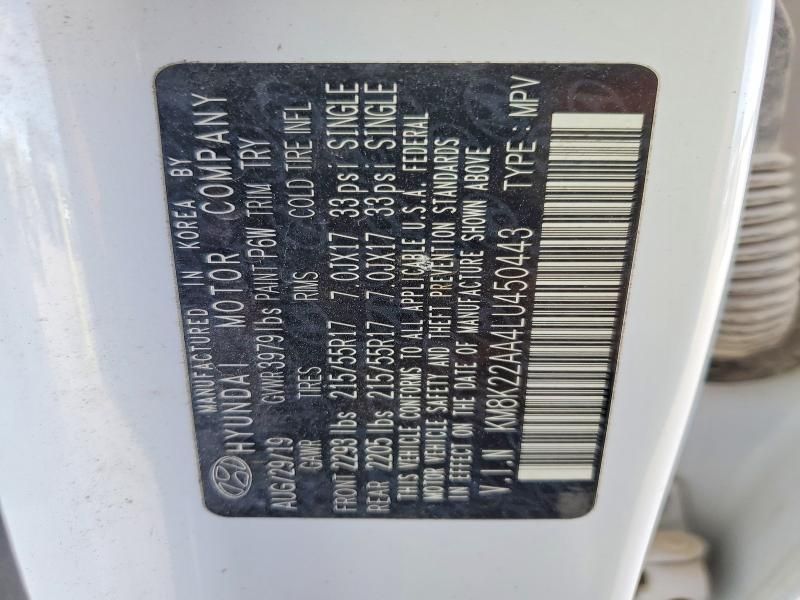 MANUFACTURED IN KOREA BY
HYUNDAI MOTOR COMPANY
AUG/29/19 GVWR 3979 lbs PAINT P6W TRIM TRY
GAWR TIRES RIMS COLD TIRE INFL
FRONT 2293 lbs 215/55R17 7.0JX17 33psi SINGLE
REAR 2205 lbs 215/55R17 7.0JX17 33psi SINGLE
THIS VEHICLE CONFORMS TO ALL APPLICABLE U.S.A. FEDERAL
MOTOR VEHICLE SAFETY AND THEFT PREVENTION STANDARDS
IN EFFECT ON THE DATE OF MANUFACTURE SHOWN ABOVE
V.I.N KM8K22AA4LU450443 TYPE : MPV